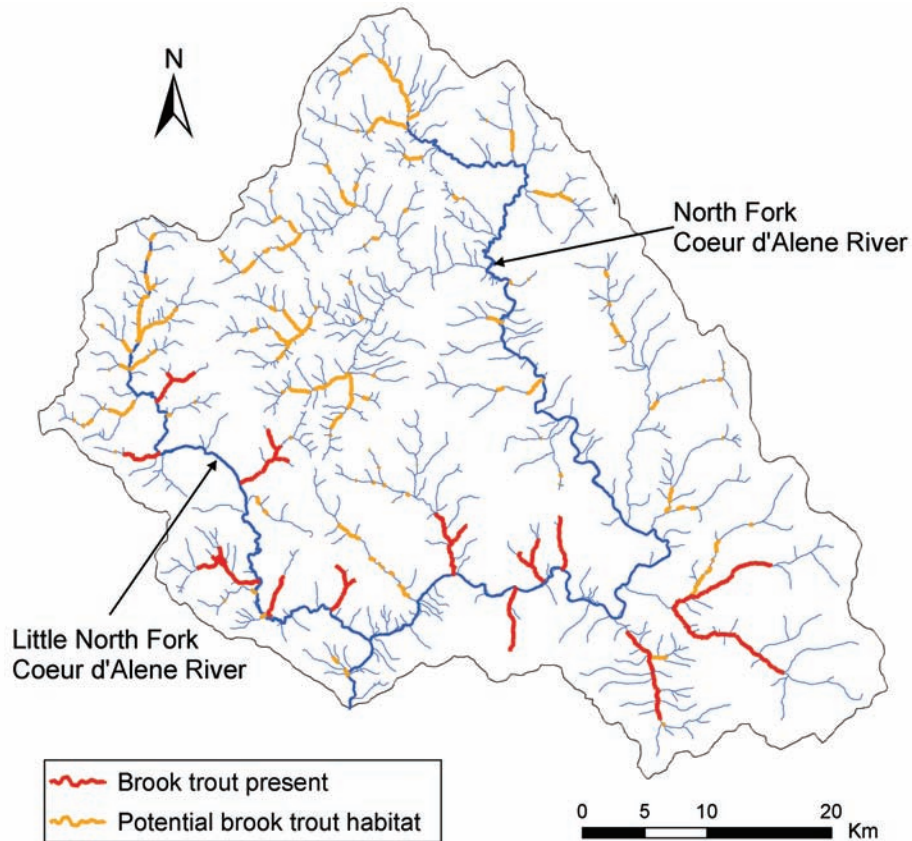 N
North Fork
Coeur d'Alene River
Little North Fork
Coeur d'Alene River
Brook trout present
Potential brook trout habitat
0 5 10 20
Km